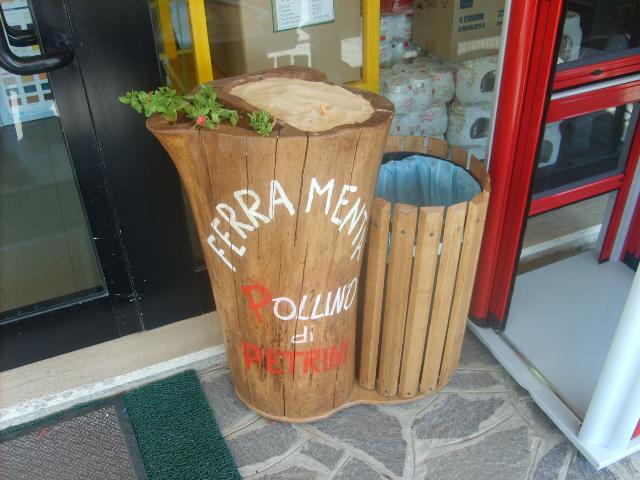 FERRAMENTA
POLLINO
di
PETRINI